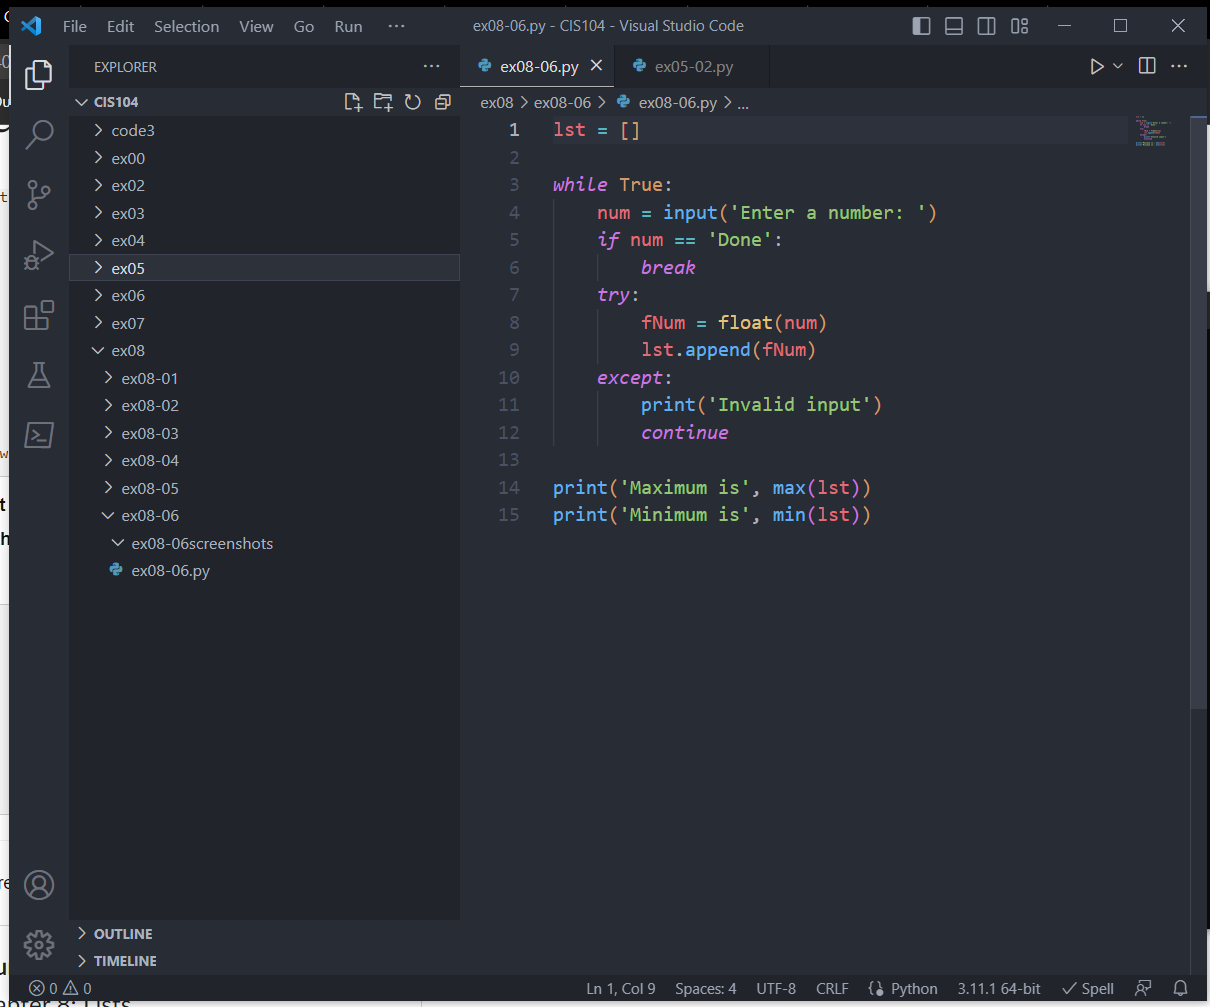 File Edit Selection View Go Run ... ex08-06.py - CIS104 - Visual Studio Code
EXPLORER
CIS104
code3
ex00
ex02
ex03
ex04
ex05
ex06
ex07
ex08
ex08-01
ex08-02
ex08-03
ex08-04
ex08-05
ex08-06
ex08-06screenshots
ex08-06.py
OUTLINE
TIMELINE
ex08-06.py ex05-02.py
ex08 > ex08-06 > ex08-06.py > ...
1 lst = []
2
3 while True:
4     num = input('Enter a number: ')
5     if num == 'Done':
6         break
7     try:
8         fNum = float(num)
9         lst.append(fNum)
10     except:
11         print('Invalid input')
12         continue
13
14 print('Maximum is', max(lst))
15 print('Minimum is', min(lst))
0 0 Ln 1, Col 9 Spaces: 4 UTF-8 CRLF Python 3.11.1 64-bit Spell